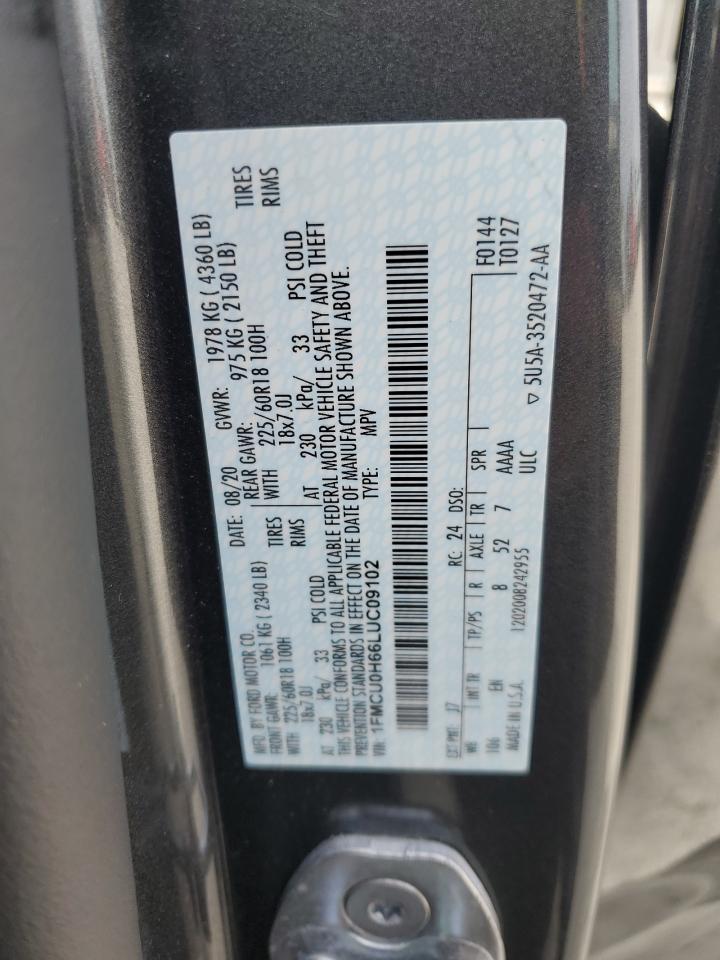 MFD. BY FORD MOTOR CO.
DATE: 08/20 GVWR: 1978 KG ( 4360 LB)
FRONT GAWR: 1061 KG ( 2340 LB) REAR GAWR: 975 KG ( 2150 LB)
WITH 225/60R18 100H TIRES WITH 225/60R18 100H TIRES
18x7.0J RIMS 18x7.0J RIMS
AT 230 kPa/ 33 PSI COLD AT 230 kPa/ 33 PSI COLD
THIS VEHICLE CONFORMS TO ALL APPLICABLE FEDERAL MOTOR VEHICLE SAFETY AND THEFT
PREVENTION STANDARDS IN EFFECT ON THE DATE OF MANUFACTURE SHOWN ABOVE.
VIN: 1FMCU0H66LUC09102 TYPE: MPV
EXT PNT: J7 RC: 24 DSO: F0144
WB INT TR TP/PS R AXLE TR SPR T0127
106 EN 8 52 7 AAAA
MADE IN U.S.A. 1202008242955 ULC ▽ 5U5A-3520472-AA